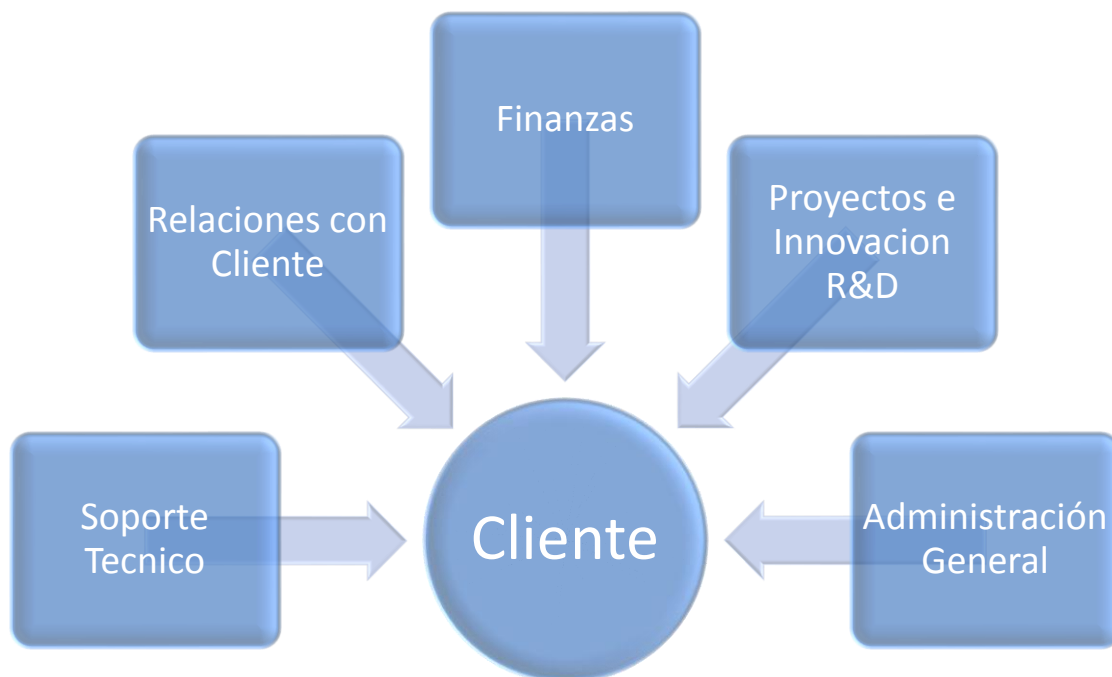 Finanzas
Relaciones con
Cliente
Proyectos e
Innovacion
R&D
Soporte
Tecnico
Cliente
Administración
General